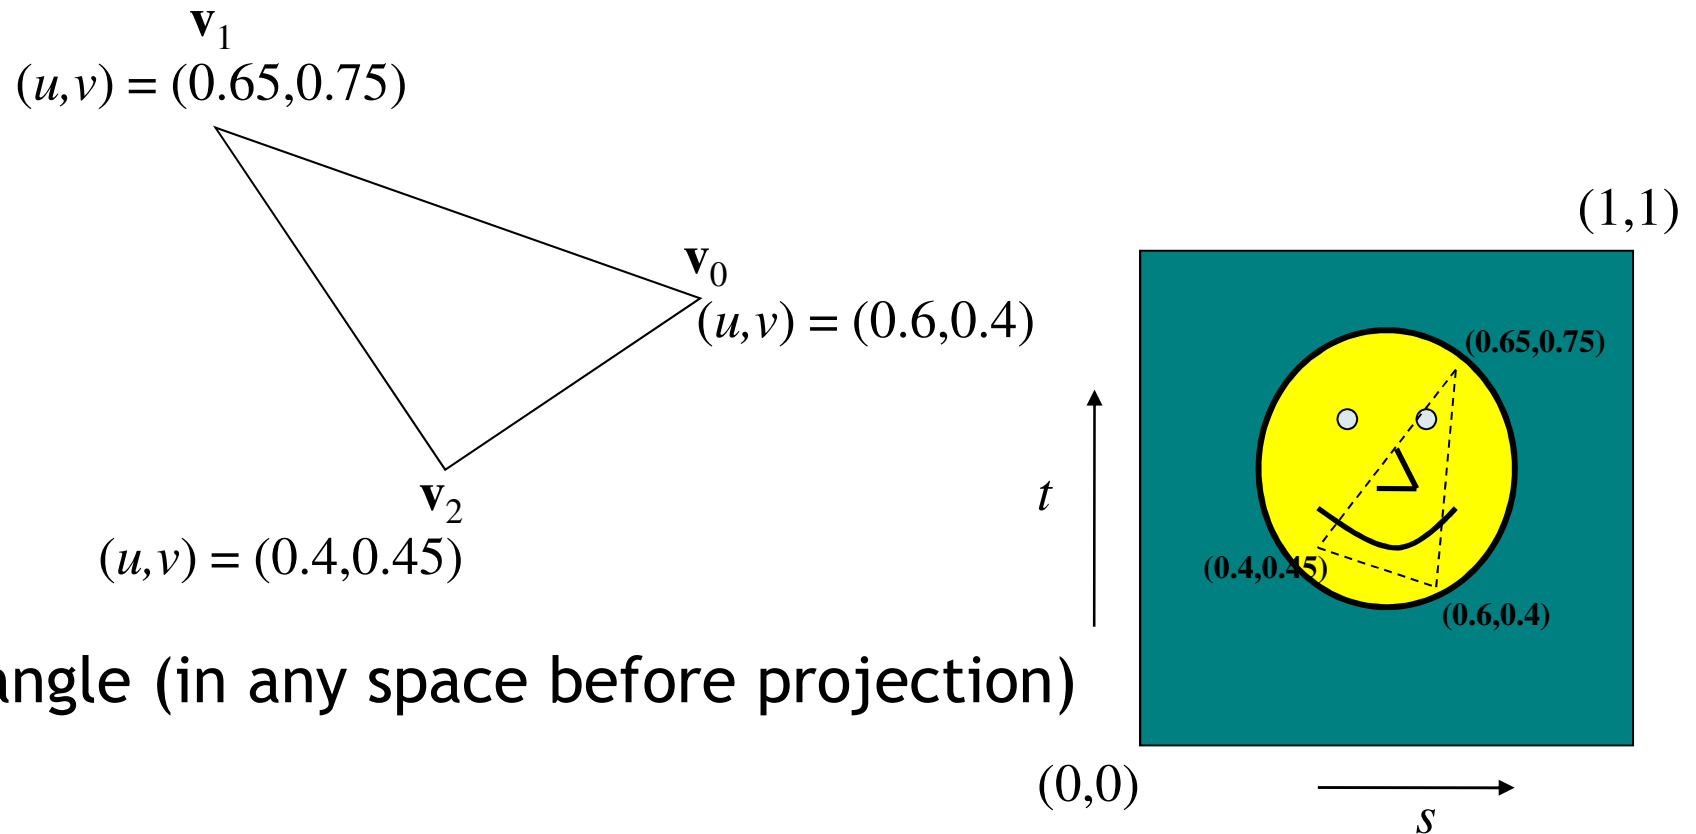 v₁
(u,v) = (0.65,0.75)
v₀
(u,v) = (0.6,0.4)
v₂
(u,v) = (0.4,0.45)
(in any space before projection)
(1,1)
(0.65,0.75)
t
(0.4,0.45)
(0.6,0.4)
(0,0)
s